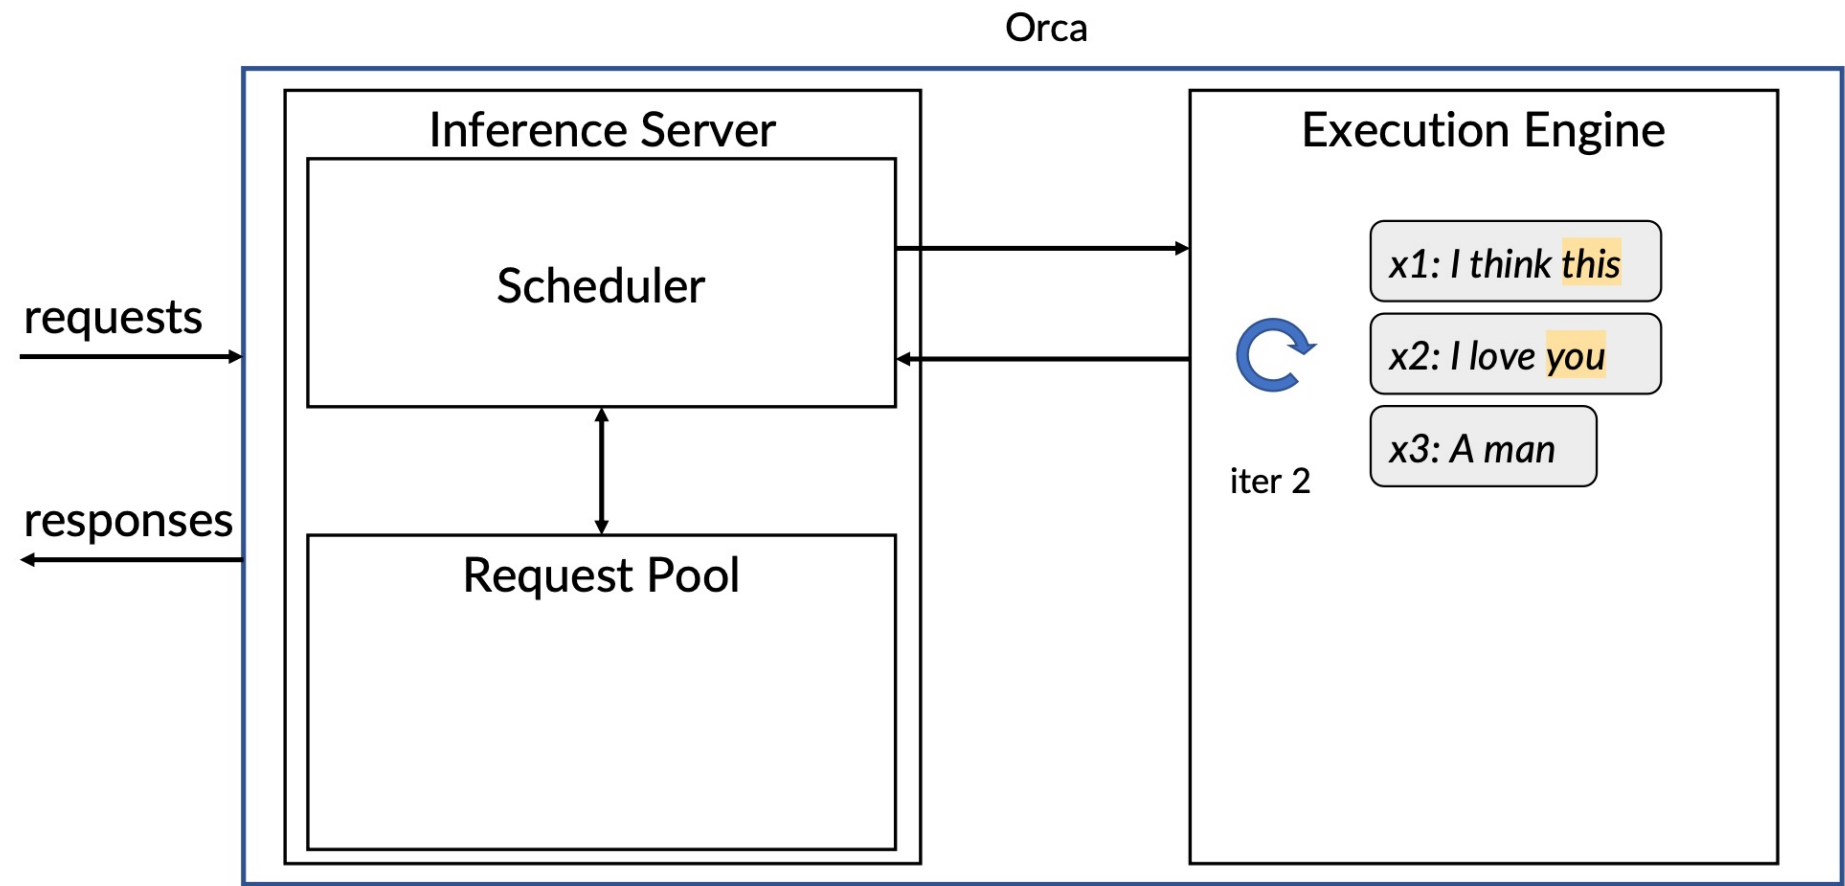 Orca
Inference Server
Execution Engine
Scheduler
requests
responses
Request Pool
x1: I think this
x2: I love you
x3: A man
iter 2